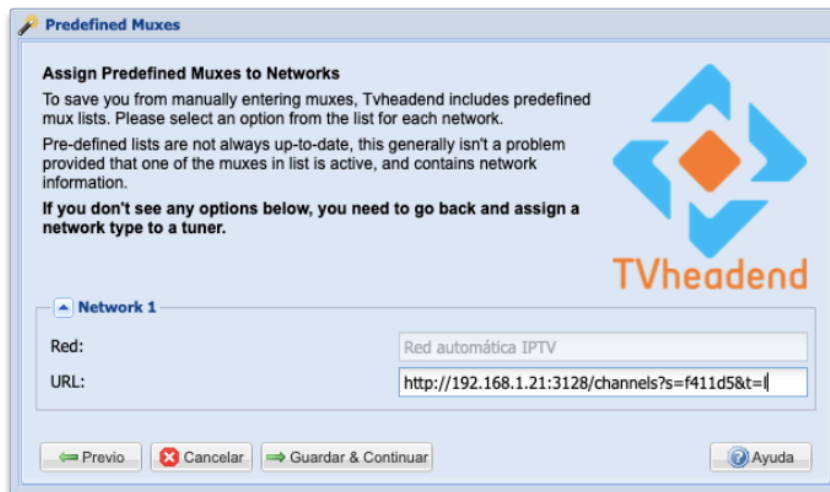 Predefined Muxes
Assign Predefined Muxes to Networks
To save you from manually entering muxes, Tvheadend includes predefined
mux lists. Please select an option from the list for each network.
Pre-defined lists are not always up-to-date, this generally isn't a problem
provided that one of the muxes in list is active, and contains network
information.
If you don't see any options below, you need to go back and assign a
network type to a tuner.
TVheadend
Network 1
Red: Red automática IPTV
URL: http://192.168.1.21:3128/channels?s=f411d5&t=l
Previo Cancelar Guardar & Continuar Ayuda